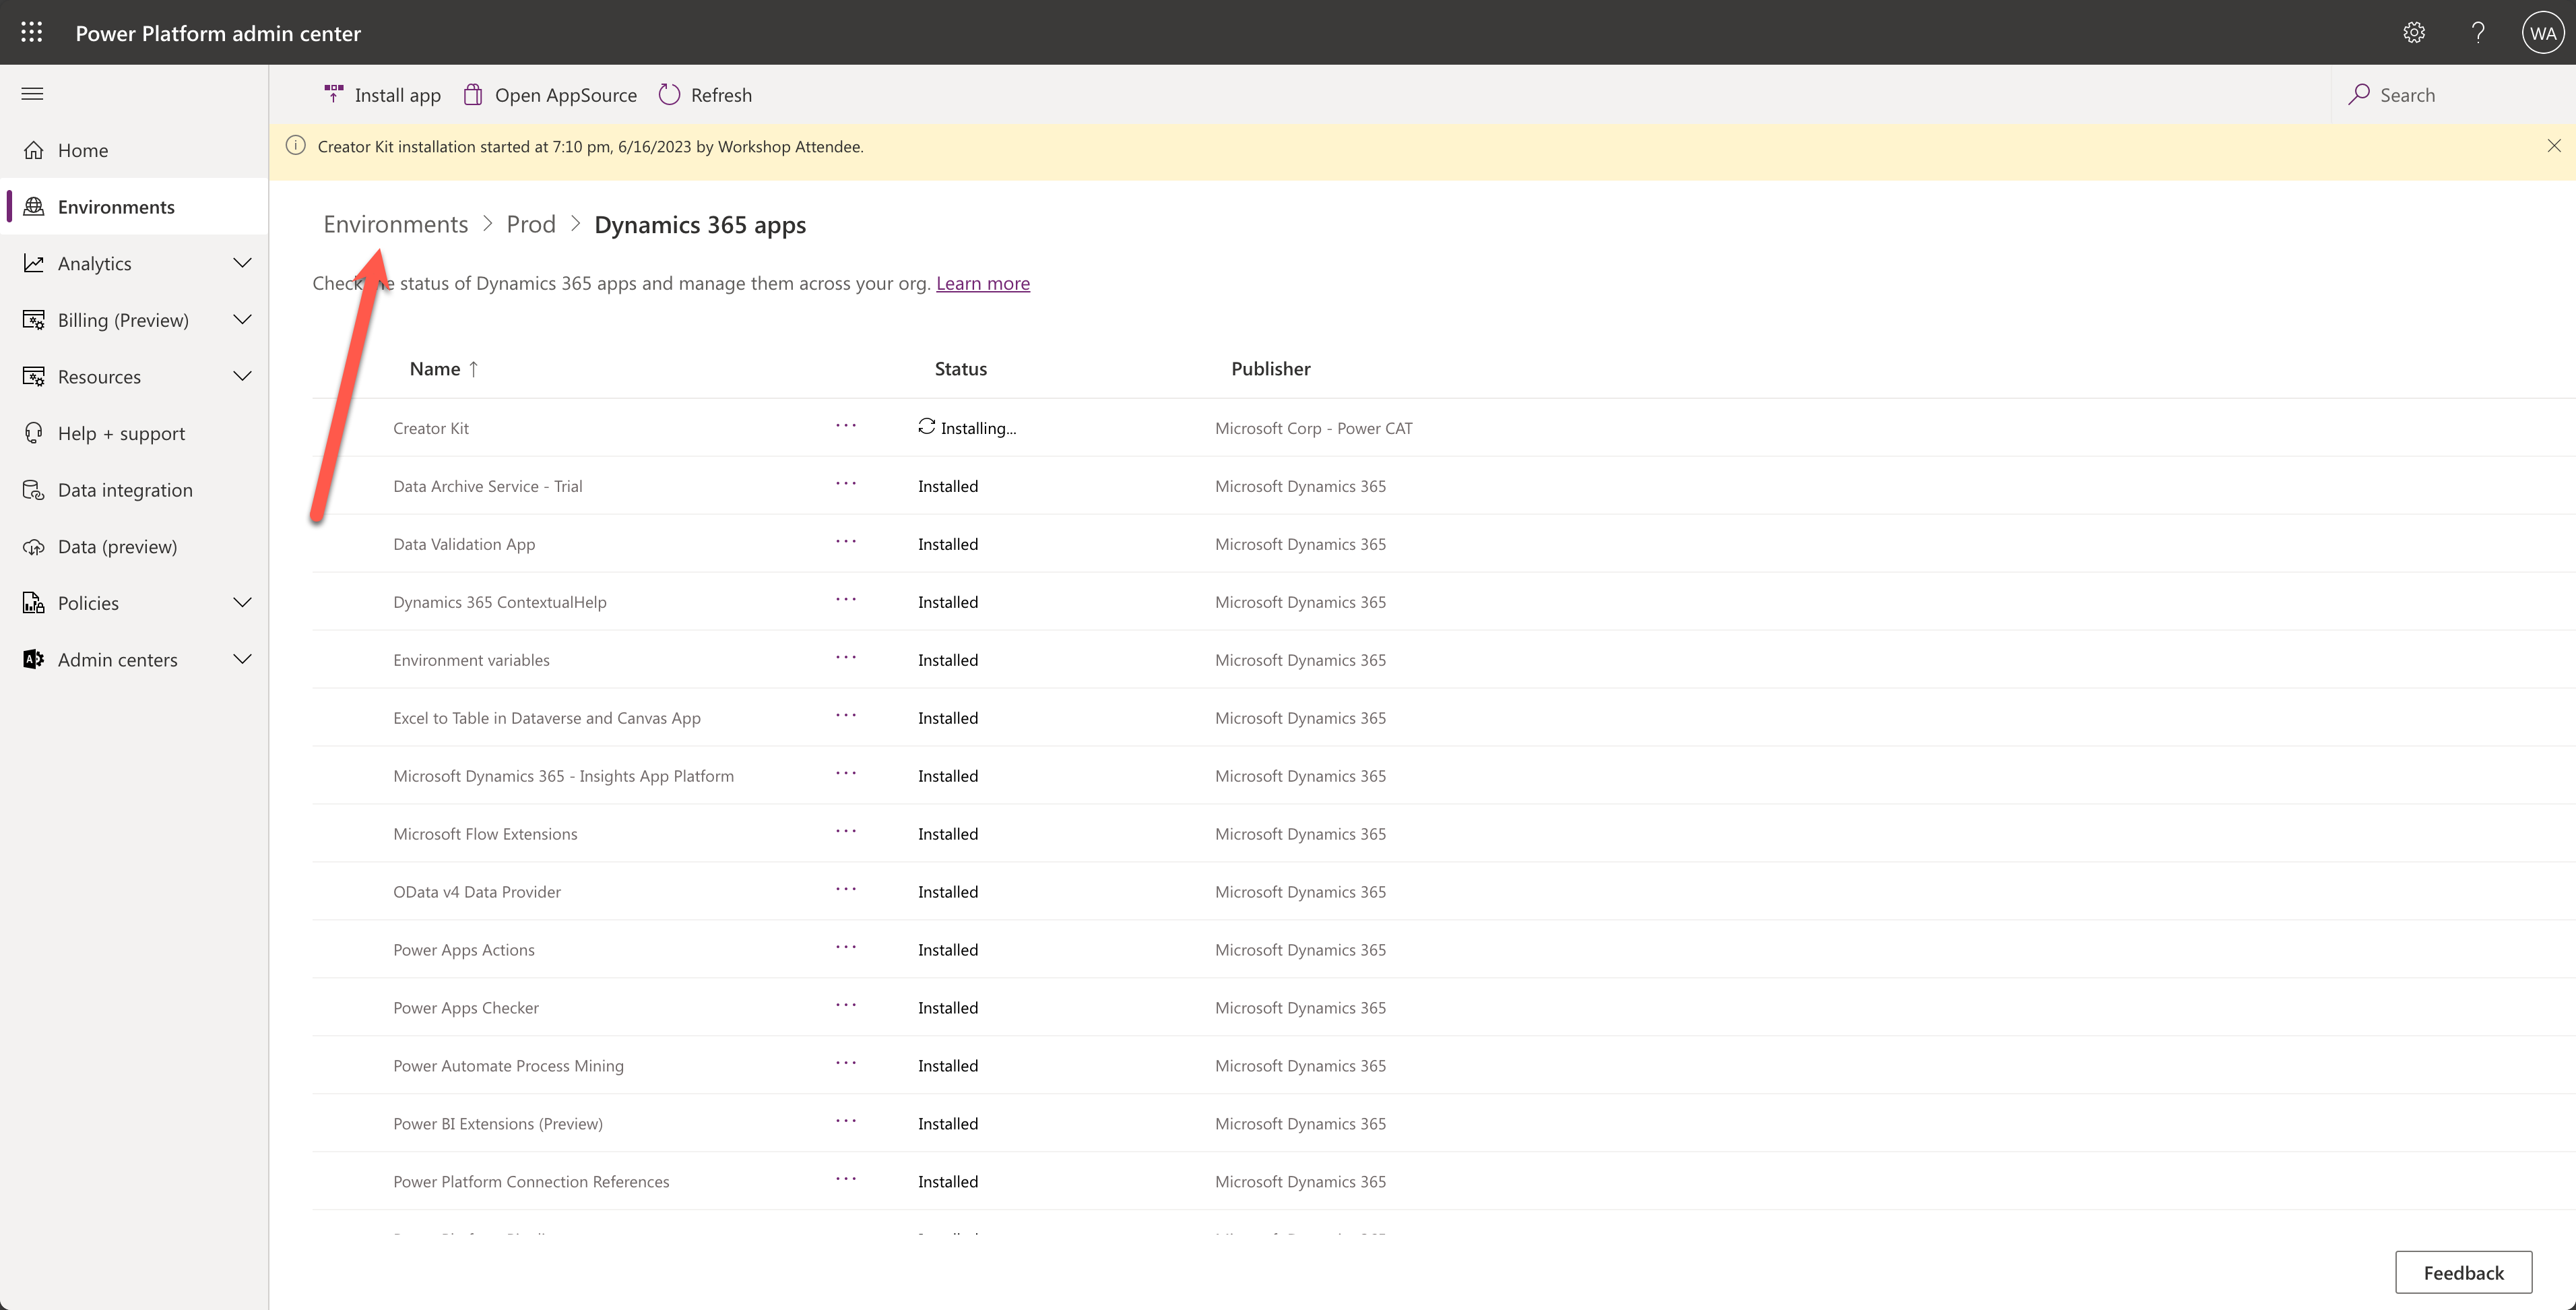 Power Platform admin center
WA
Install app
Open AppSource
Refresh
Search
Creator Kit installation started at 7:10 pm, 6/16/2023 by Workshop Attendee.
Home
Environments
Analytics
Billing (Preview)
Resources
Help + support
Data integration
Data (preview)
Policies
Admin centers
Environments > Prod > Dynamics 365 apps
Check e status of Dynamics 365 apps and manage them across your org. Learn more
Name ↑ Status Publisher
Creator Kit ··· Installing... Microsoft Corp - Power CAT
Data Archive Service - Trial ··· Installed Microsoft Dynamics 365
Data Validation App ··· Installed Microsoft Dynamics 365
Dynamics 365 ContextualHelp ··· Installed Microsoft Dynamics 365
Environment variables ··· Installed Microsoft Dynamics 365
Excel to Table in Dataverse and Canvas App ··· Installed Microsoft Dynamics 365
Microsoft Dynamics 365 - Insights App Platform ··· Installed Microsoft Dynamics 365
Microsoft Flow Extensions ··· Installed Microsoft Dynamics 365
OData v4 Data Provider ··· Installed Microsoft Dynamics 365
Power Apps Actions ··· Installed Microsoft Dynamics 365
Power Apps Checker ··· Installed Microsoft Dynamics 365
Power Automate Process Mining ··· Installed Microsoft Dynamics 365
Power BI Extensions (Preview) ··· Installed Microsoft Dynamics 365
Power Platform Connection References ··· Installed Microsoft Dynamics 365
Feedback